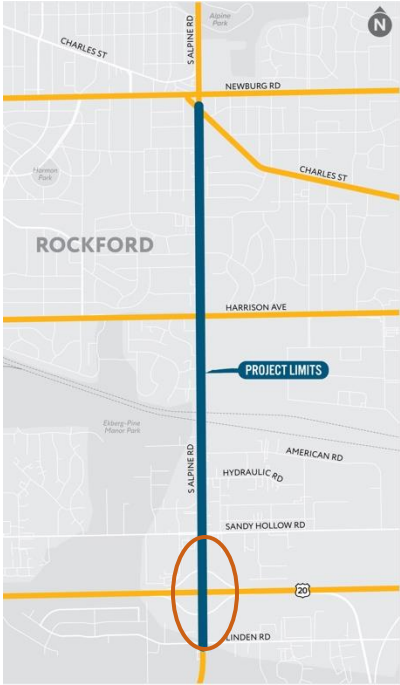 Alpine
Park
N
CHARLES ST
S ALPINE RD
NEWBURG RD
CHARLES ST
Harmon
Park
ROCKFORD
HARRISON AVE
PROJECT LIMITS
Ekberg-Pine
Manor Park
S ALPINE RD
AMERICAN RD
HYDRAULIC RD
SANDY HOLLOW RD
20
LINDEN RD